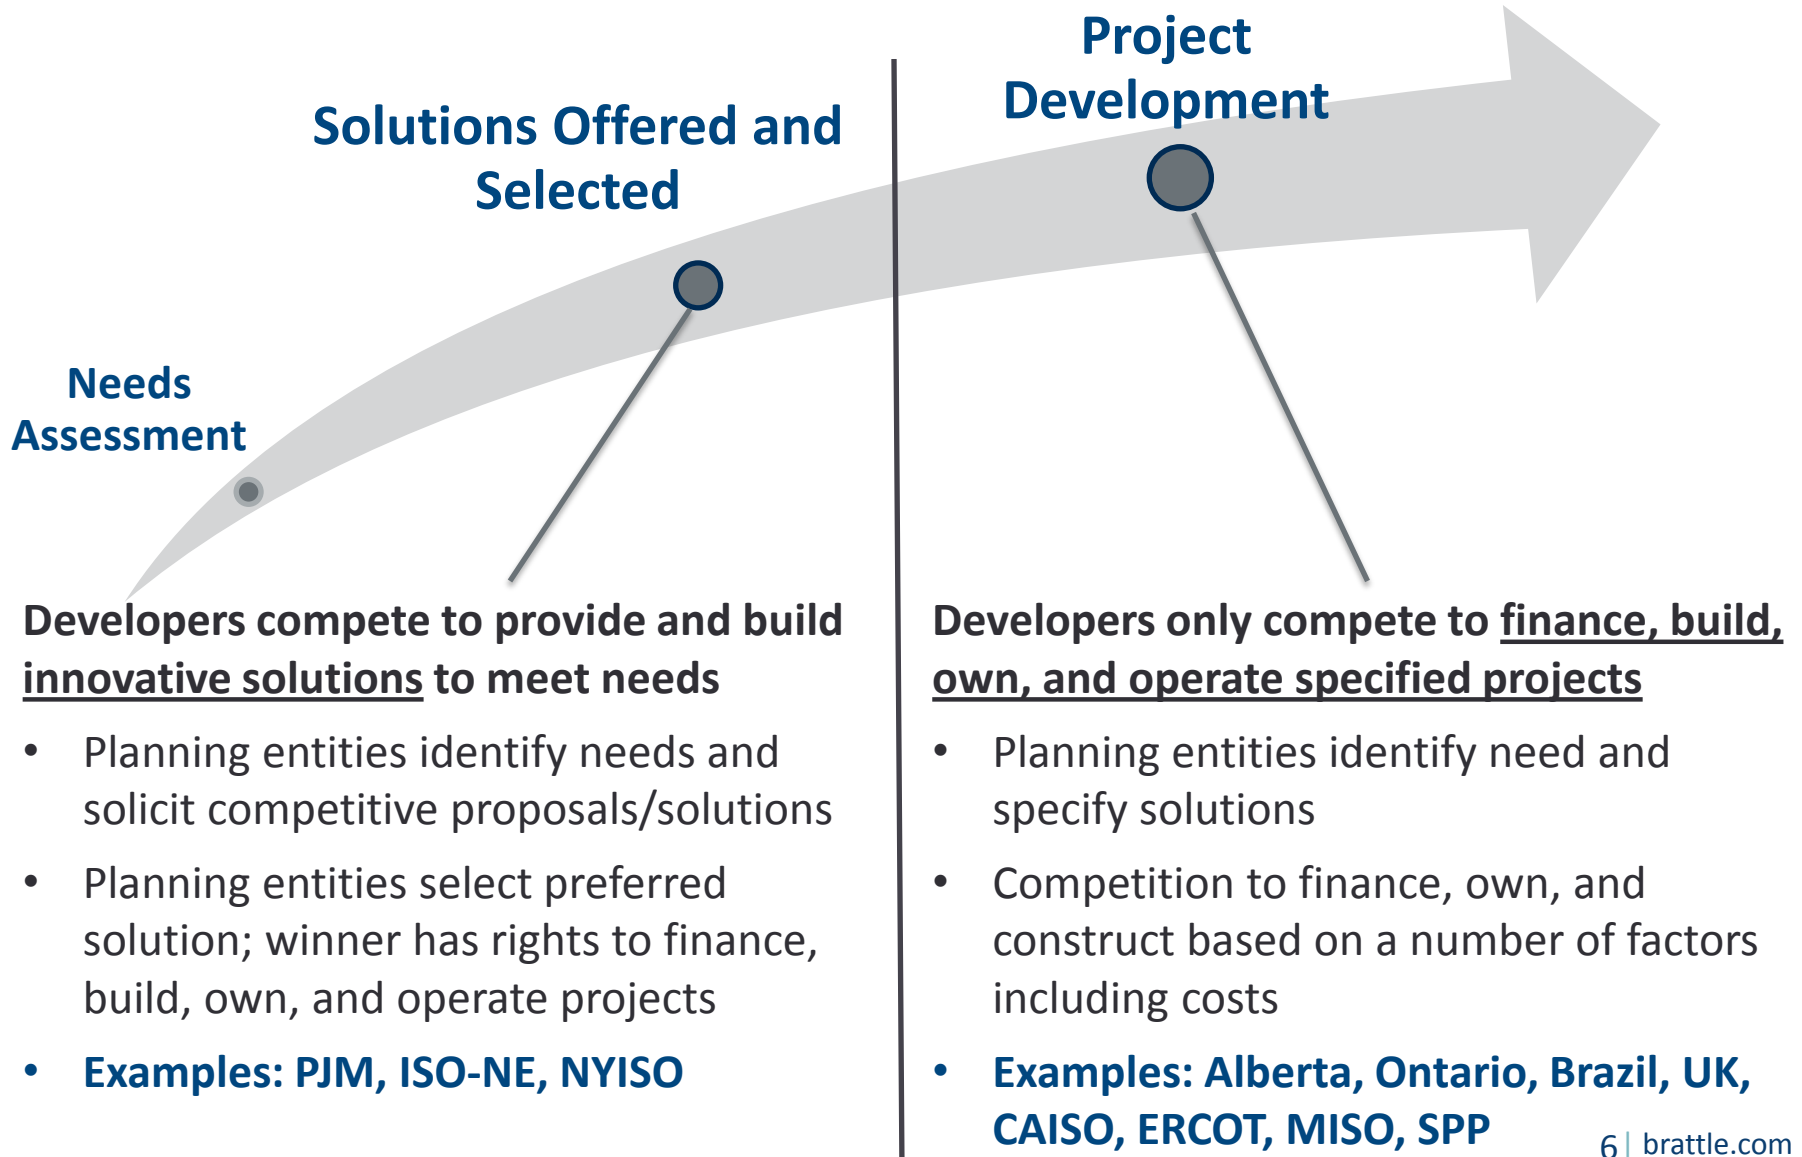 Project
Development
Solutions Offered and
Selected
Needs
Assessment
Developers compete to provide and build
innovative solutions to meet needs
• Planning entities identify needs and
solicit competitive proposals/solutions
• Planning entities select preferred
solution; winner has rights to finance,
build, own, and operate projects
• Examples: PJM, ISO-NE, NYISO
Developers only compete to finance, build,
own, and operate specified projects
• Planning entities identify need and
specify solutions
• Competition to finance, own, and
construct based on a number of factors
including costs
• Examples: Alberta, Ontario, Brazil, UK,
CAISO, ERCOT, MISO, SPP
6| brattle.com